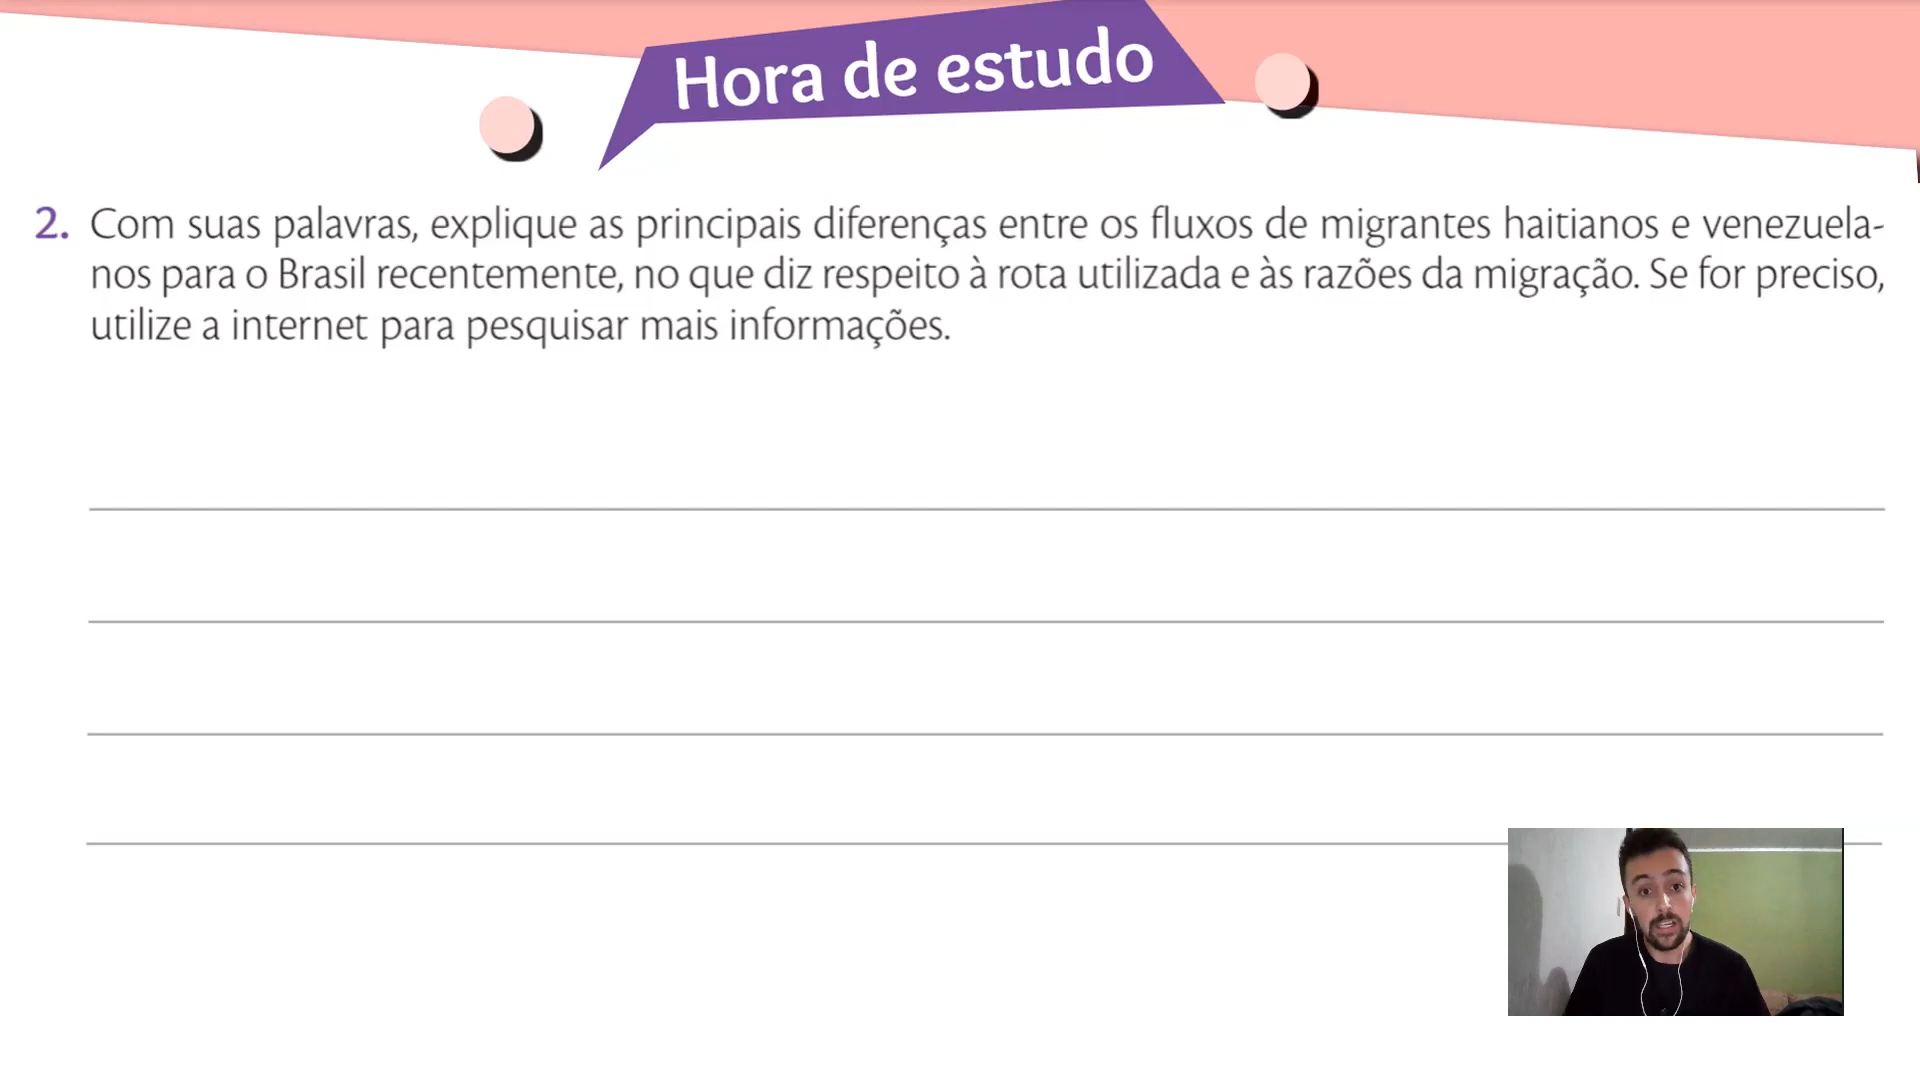 Hora de estudo
2. Com suas palavras, explique as principais diferenças entre os fluxos de migrantes haitianos e venezuela-
nos para o Brasil recentemente, no que diz respeito à rota utilizada e às razões da migração. Se for preciso,
utilize a internet para pesquisar mais informações.